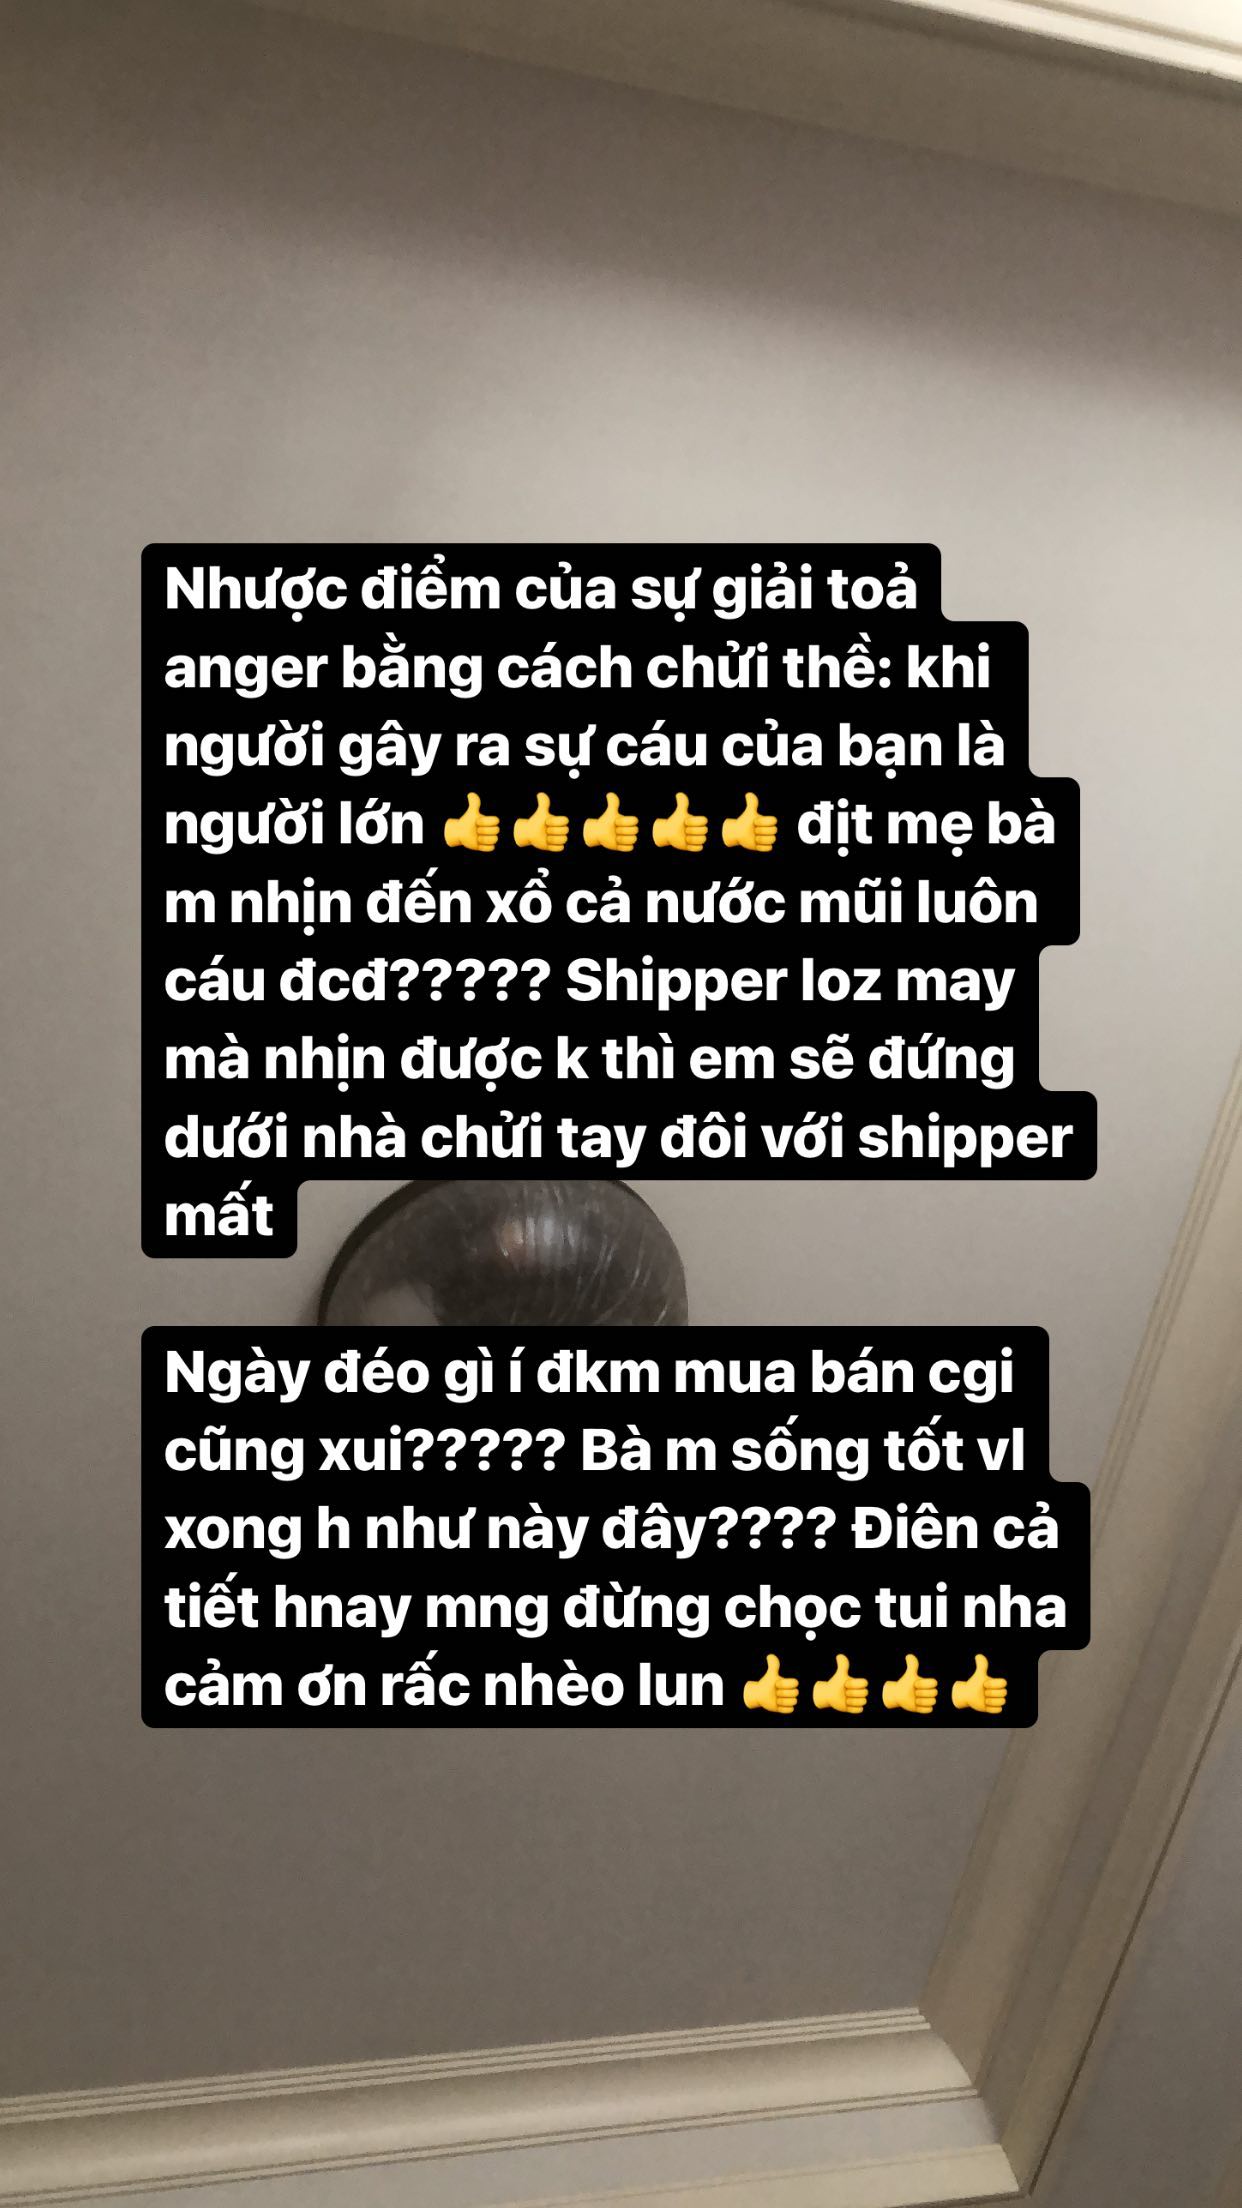 Nhược điểm của sự giải toả
anger bằng cách chửi thề: khi
người gây ra sự cáu của bạn là
người lớn 👍👍👍👍👍 địt mẹ bà
m nhịn đến xổ cả nước mũi luôn
cáu đcđ????? Shipper loz may
mà nhịn được k thì em sẽ đứng
dưới nhà chửi tay đôi với shipper
mất
Ngày đéo gì í đkm mua bán cgi
cũng xui????? Bà m sống tốt vl
xong h như này đây???? Điên cả
tiết hnay mng đừng chọc tui nha
cảm ơn rấc nhèo lun 👍👍👍👍